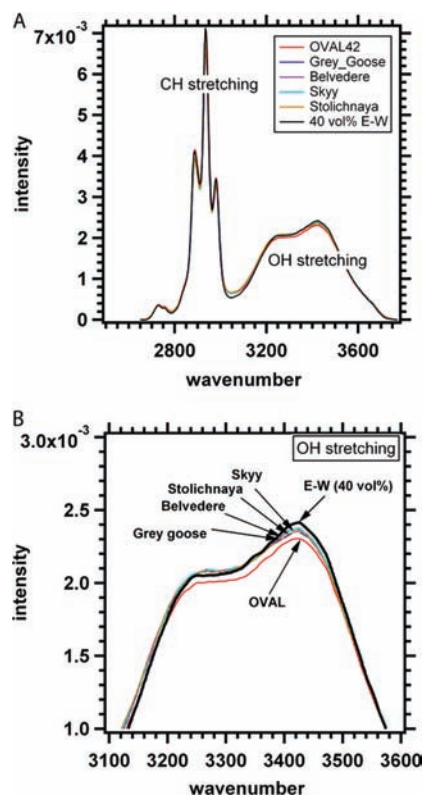 A
7x10⁻³
6
5
4
3
2
1
0
intensity
CH stretching
OVAL42
Grey_Goose
Belvedere
Skyy
Stolichnaya
40 vol% E-W
OH stretching
2800 3200 3600
wavenumber
B
3.0x10⁻³
2.5
2.0
1.5
1.0
intensity
OH stretching
Skyy
Stolichnaya
Belvedere
Grey goose
E-W (40 vol%)
OVAL
3100 3200 3300 3400 3500 3600
wavenumber